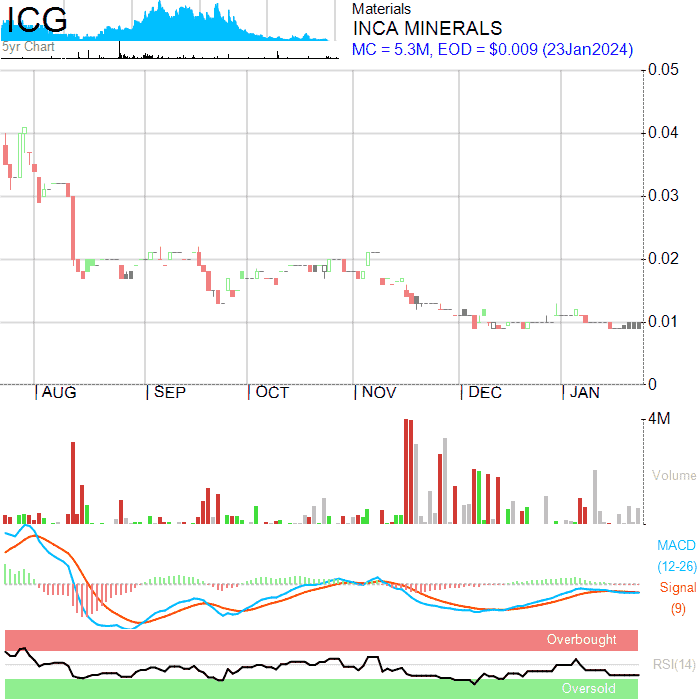 ICG
5yr Chart
Materials
INCA MINERALS
MC = 5.3M, EOD = $0.009 (23Jan2024)
0.05
0.04
0.03
0.02
0.01
0
AUG SEP OCT NOV DEC JAN
4M
Volume
MACD
(12-26)
Signal
(9)
Overbought
RSI(14)
Oversold